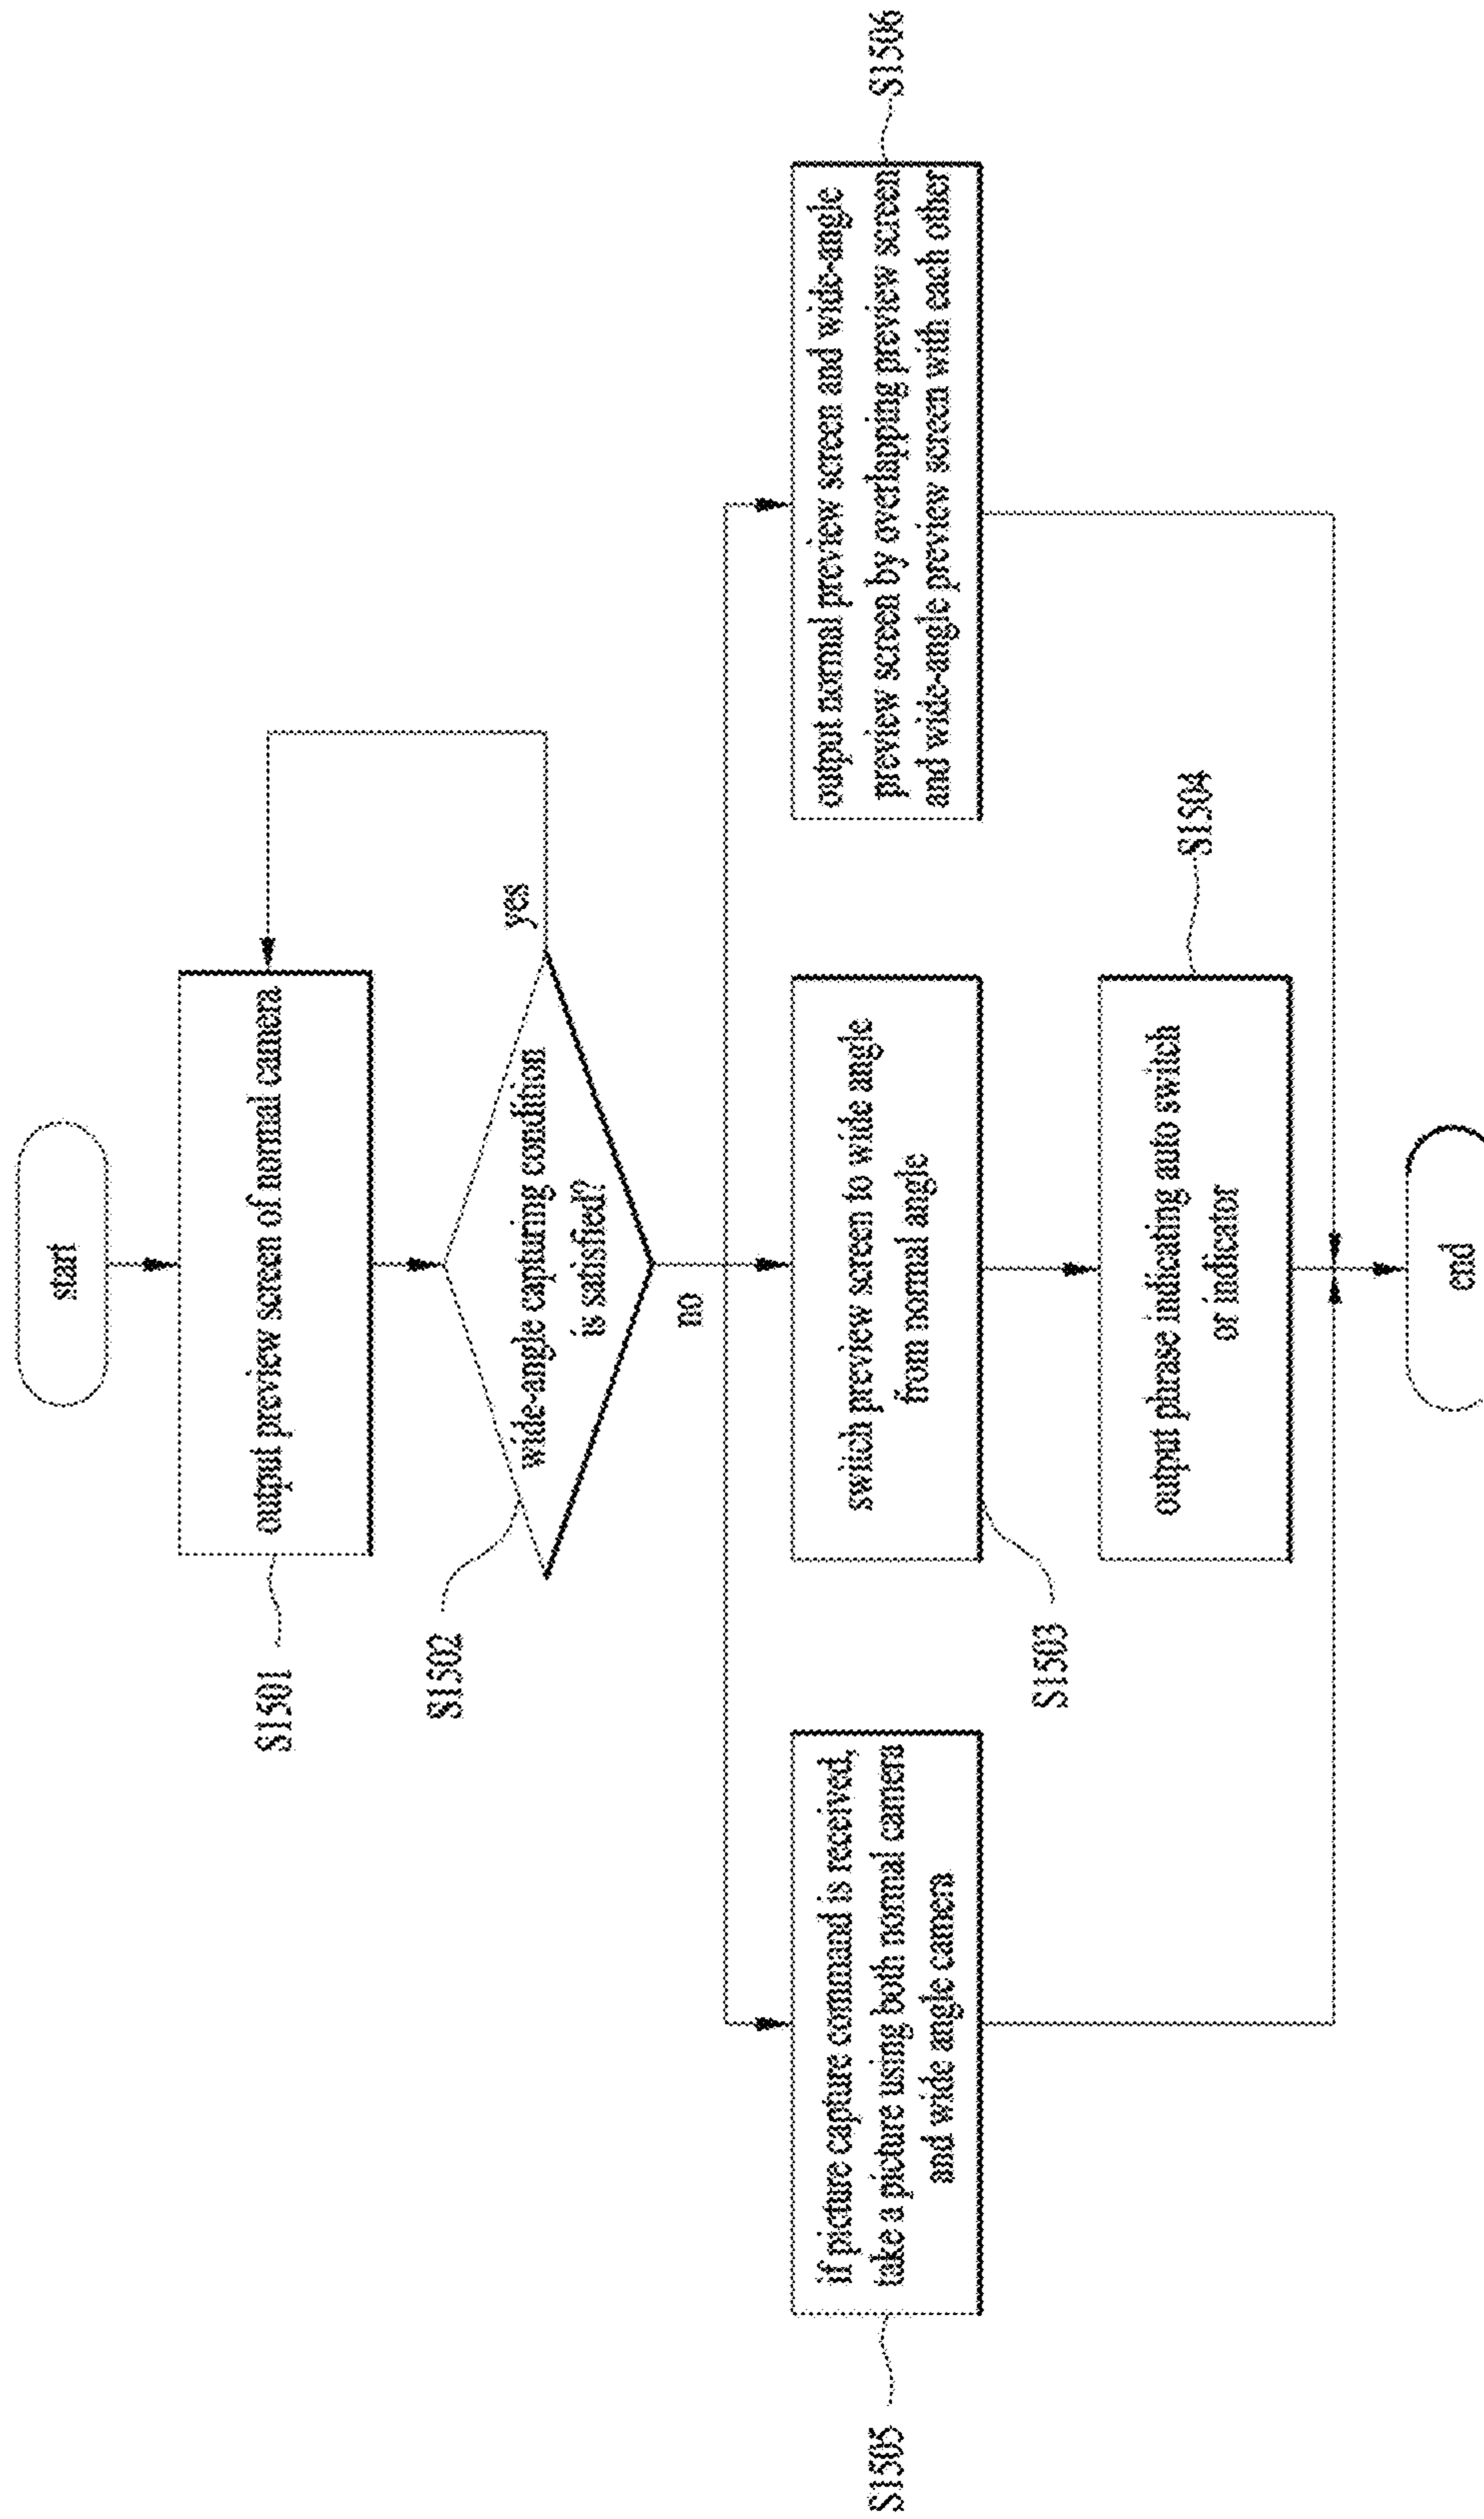 start
output preview screen of normal camera
S1501
wide-angle capturing condition
is satisfied?
S1502
yes
no
if picture capture command is received,
take a picture using both normal camera
and wide angle camera
S1505
switch preview screen to wide angle
from normal angle
S1503
output normal preview screen and wide-angle
preview screen by overlapping preview screen
and wide-angle preview screen with each other
S1506
output phrase indicating auto switch
or indicator
S1504
end